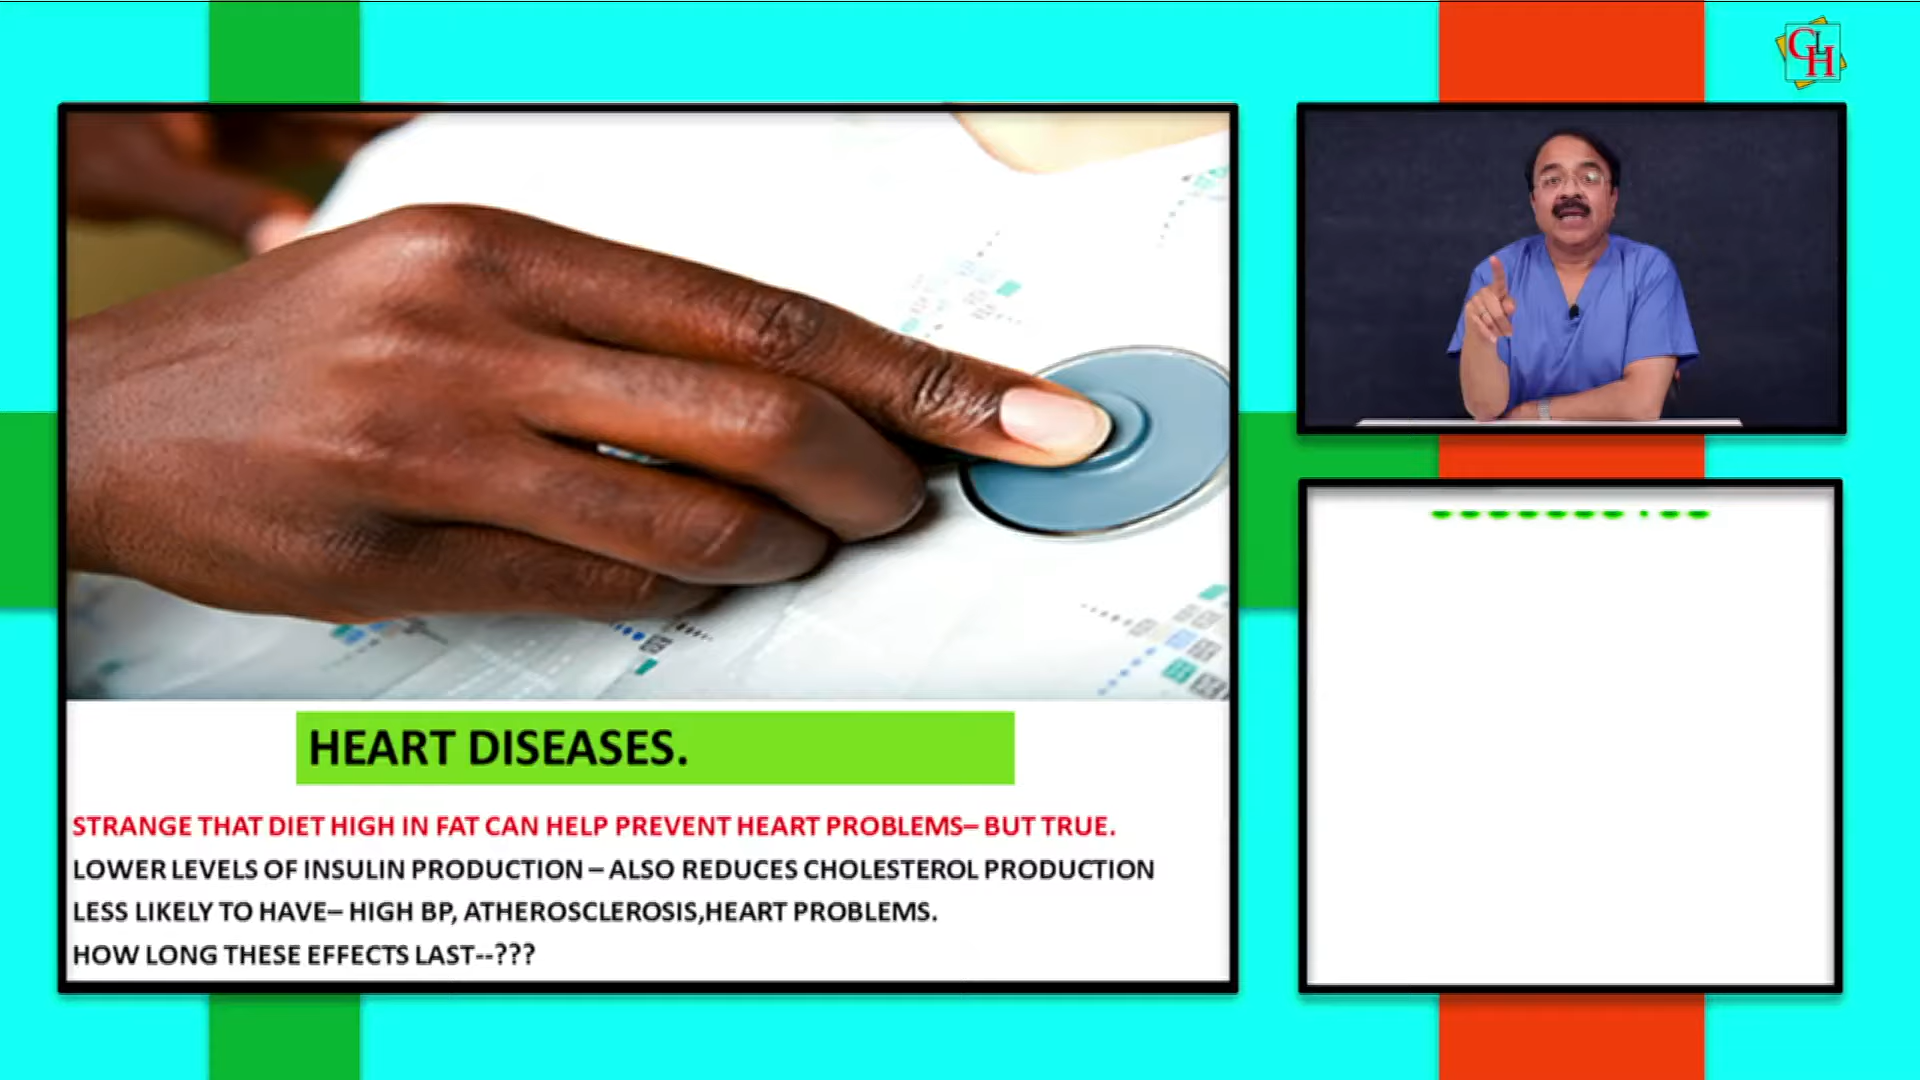 GLH
HEART DISEASES.
STRANGE THAT DIET HIGH IN FAT CAN HELP PREVENT HEART PROBLEMS– BUT TRUE.
LOWER LEVELS OF INSULIN PRODUCTION – ALSO REDUCES CHOLESTEROL PRODUCTION
LESS LIKELY TO HAVE– HIGH BP, ATHEROSCLEROSIS,HEART PROBLEMS.
HOW LONG THESE EFFECTS LAST--???